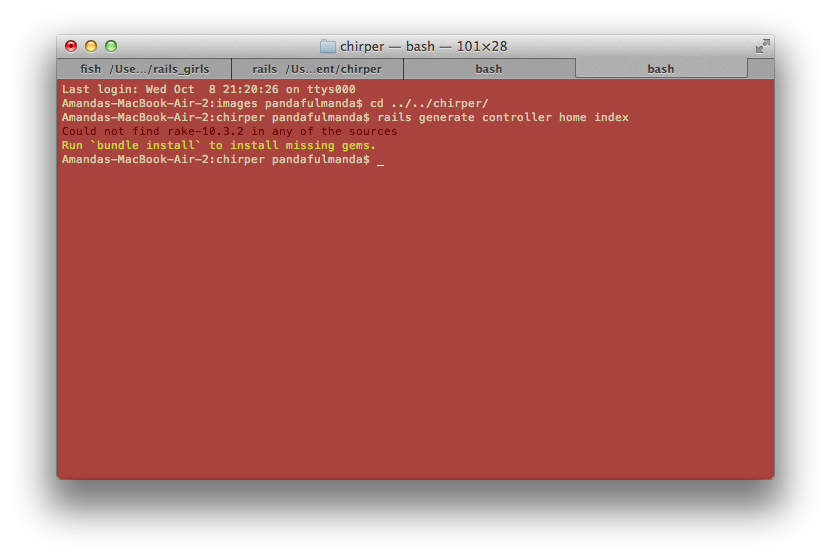 chirper — bash — 101×28
fish /Use.../rails_girls
rails /Us...ent/chirper
bash
bash
Last login: Wed Oct  8 21:20:26 on ttys000
Amandas-MacBook-Air-2:images pandafulmanda$ cd ../../chirper/
Amandas-MacBook-Air-2:chirper pandafulmanda$ rails generate controller home index
Could not find rake-10.3.2 in any of the sources
Run `bundle install` to install missing gems.
Amandas-MacBook-Air-2:chirper pandafulmanda$ _